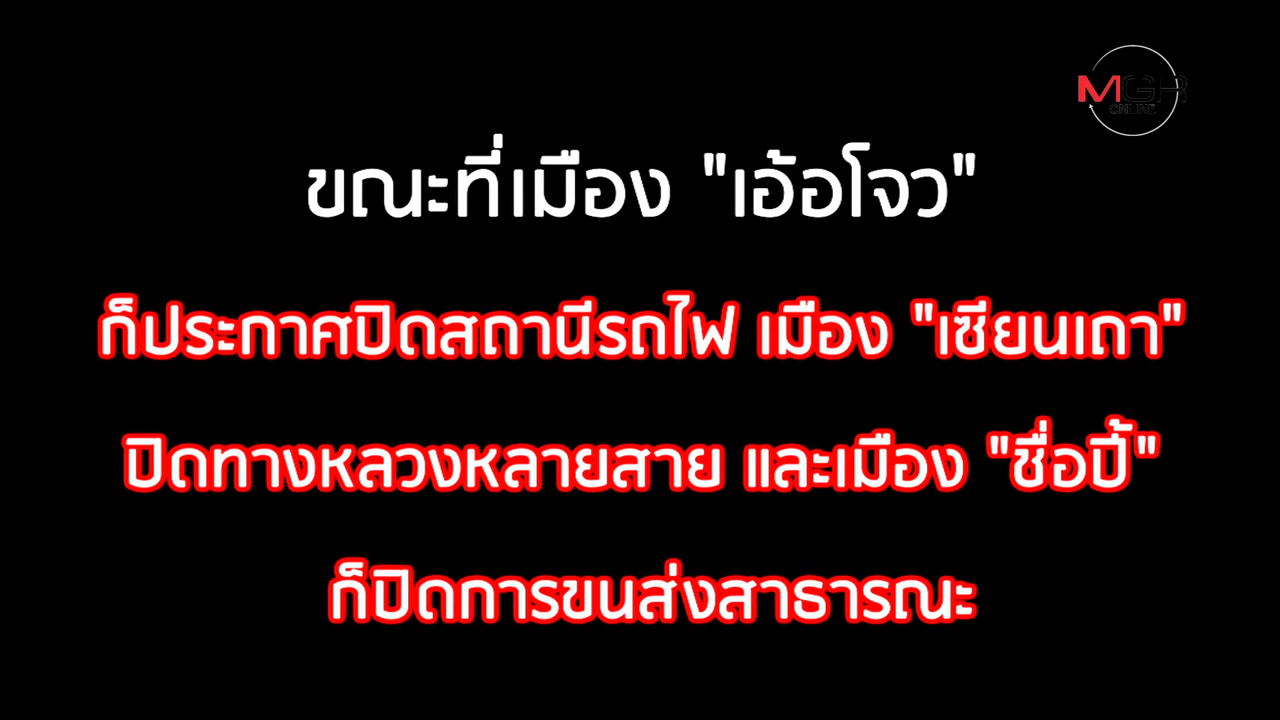 MGR
ONLINE
ขณะที่เมือง "เอ้อโจว"
ก็ประกาศปิดสถานีรถไฟ เมือง "เซียนเถา"
ปิดทางหลวงหลายสาย และเมือง "ชื่อปี้"
ก็ปิดการขนส่งสาธารณะ